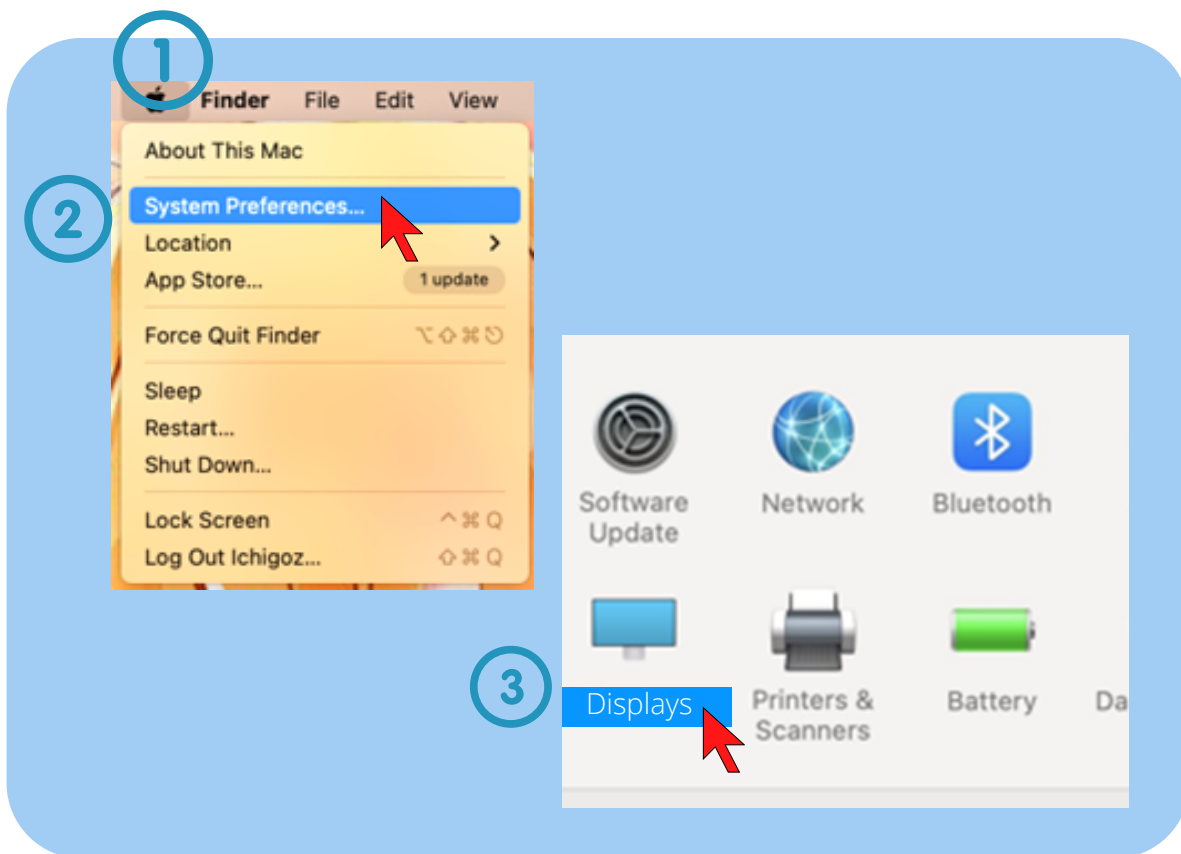 1
Finder File Edit View
About This Mac
2
System Preferences...
Location
App Store... 1 update
Force Quit Finder ⌥⇧⌘⎋
Sleep
Restart...
Shut Down...
Lock Screen ^⌘Q
Log Out Ichigoz... ⇧⌘Q
Software
Update
Network
Bluetooth
3
Displays
Printers &
Scanners
Battery
Da